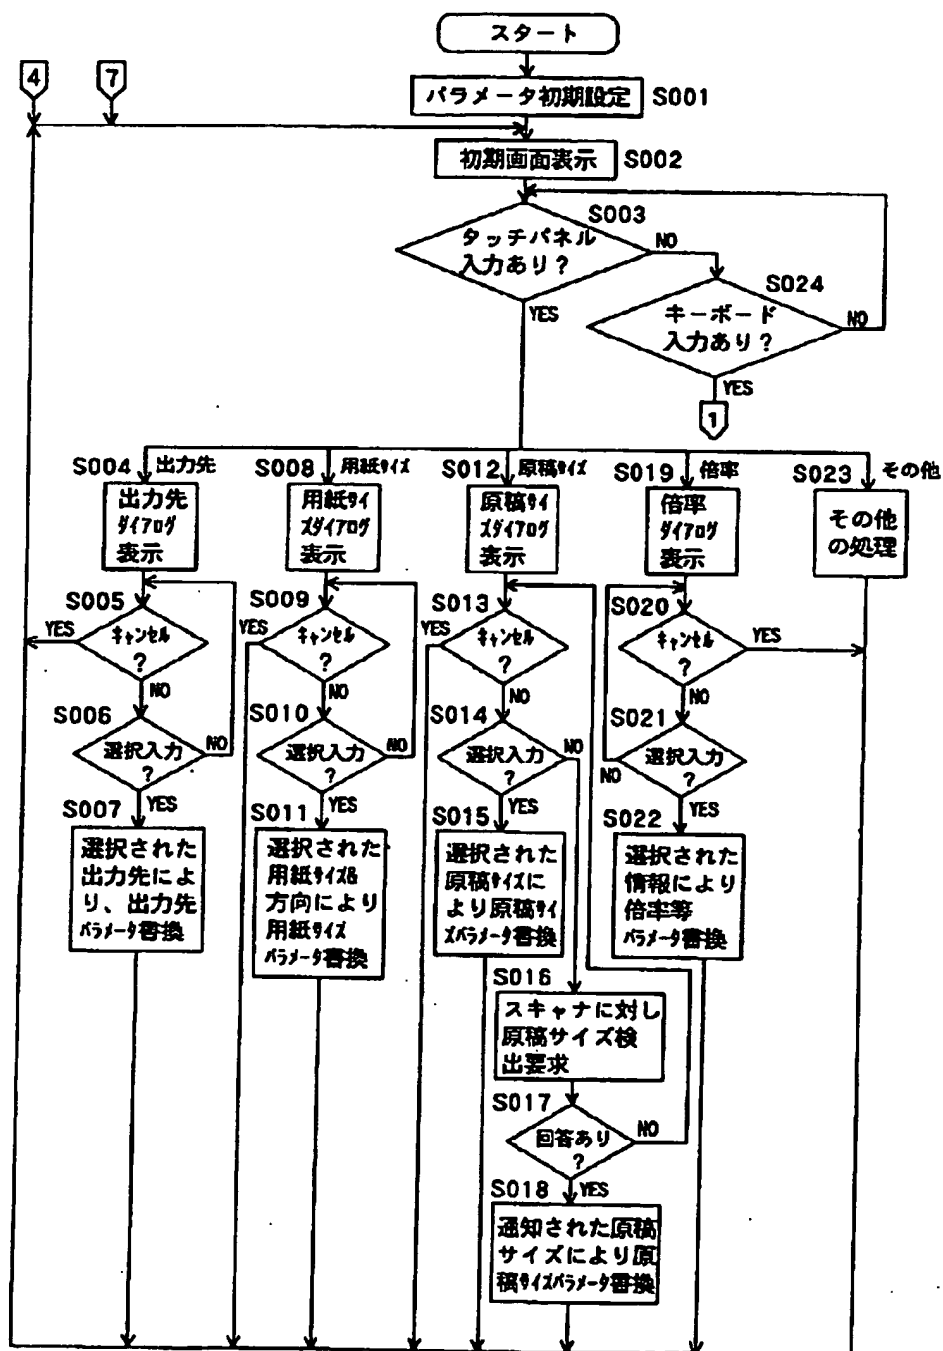 スタート
4
7
パラメータ初期設定
S001
初期画面表示
S002
S003
タッチパネル
入力あり？
NO
YES
S024
キーボード
入力あり？
NO
YES
1
S004
出力先
出力先
ダイアログ
表示
S005
キャンセル
？
YES
NO
S006
選択入力
？
NO
YES
S007
選択された
出力先によ
り、出力先
パラメータ書換
S008
用紙サイズ
用紙サイ
ズダイアログ
表示
S009
キャンセル
？
YES
NO
S010
選択入力
？
NO
YES
S011
選択された
用紙サイズ&
方向により
用紙サイズ
パラメータ書換
S012
原稿サイズ
原稿サイ
ズダイアログ
表示
S013
キャンセル
？
YES
NO
S014
選択入力
？
NO
YES
S015
選択された
原稿サイズに
より原稿サイ
ズパラメータ書換
S016
スキャナに対し
原稿サイズ検
出要求
S017
回答あり
？
NO
YES
S018
通知された原稿
サイズにより原
稿サイズパラメータ書換
S019
倍率
倍率
ダイアログ
表示
S020
キャンセル
？
YES
NO
S021
選択入力
？
NO
YES
S022
選択された
情報により
倍率等
パラメータ書換
S023
その他
その他
の処理